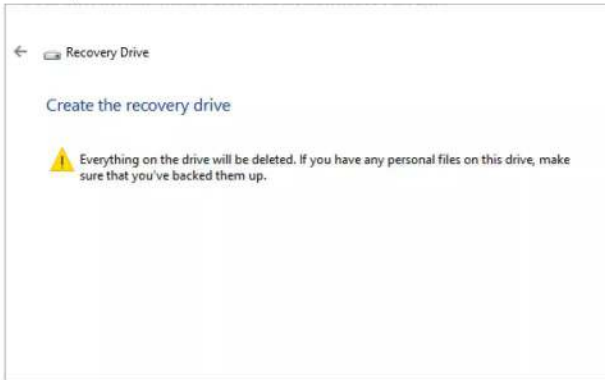 Recovery Drive
Create the recovery drive
Everything on the drive will be deleted. If you have any personal files on this drive, make
sure that you've backed them up.